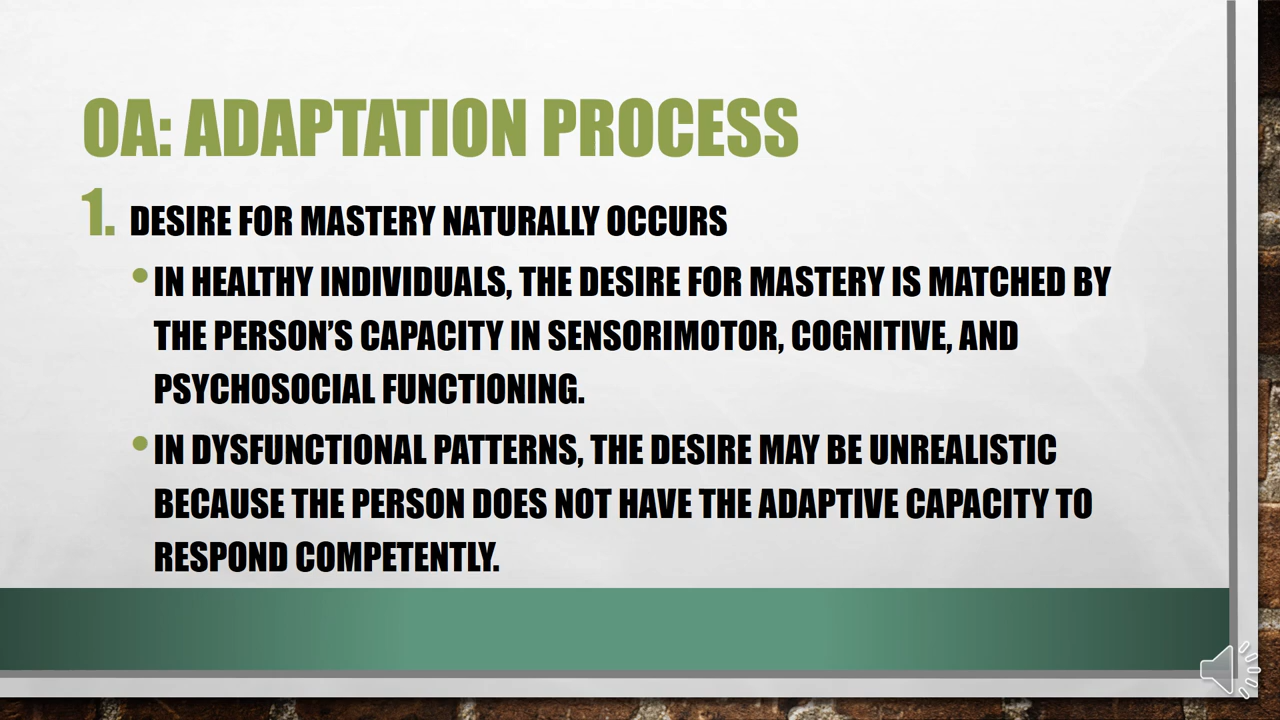 OA: ADAPTATION PROCESS
1. DESIRE FOR MASTERY NATURALLY OCCURS
• IN HEALTHY INDIVIDUALS, THE DESIRE FOR MASTERY IS MATCHED BY
THE PERSON’S CAPACITY IN SENSORIMOTOR, COGNITIVE, AND
PSYCHOSOCIAL FUNCTIONING.
• IN DYSFUNCTIONAL PATTERNS, THE DESIRE MAY BE UNREALISTIC
BECAUSE THE PERSON DOES NOT HAVE THE ADAPTIVE CAPACITY TO
RESPOND COMPETENTLY.